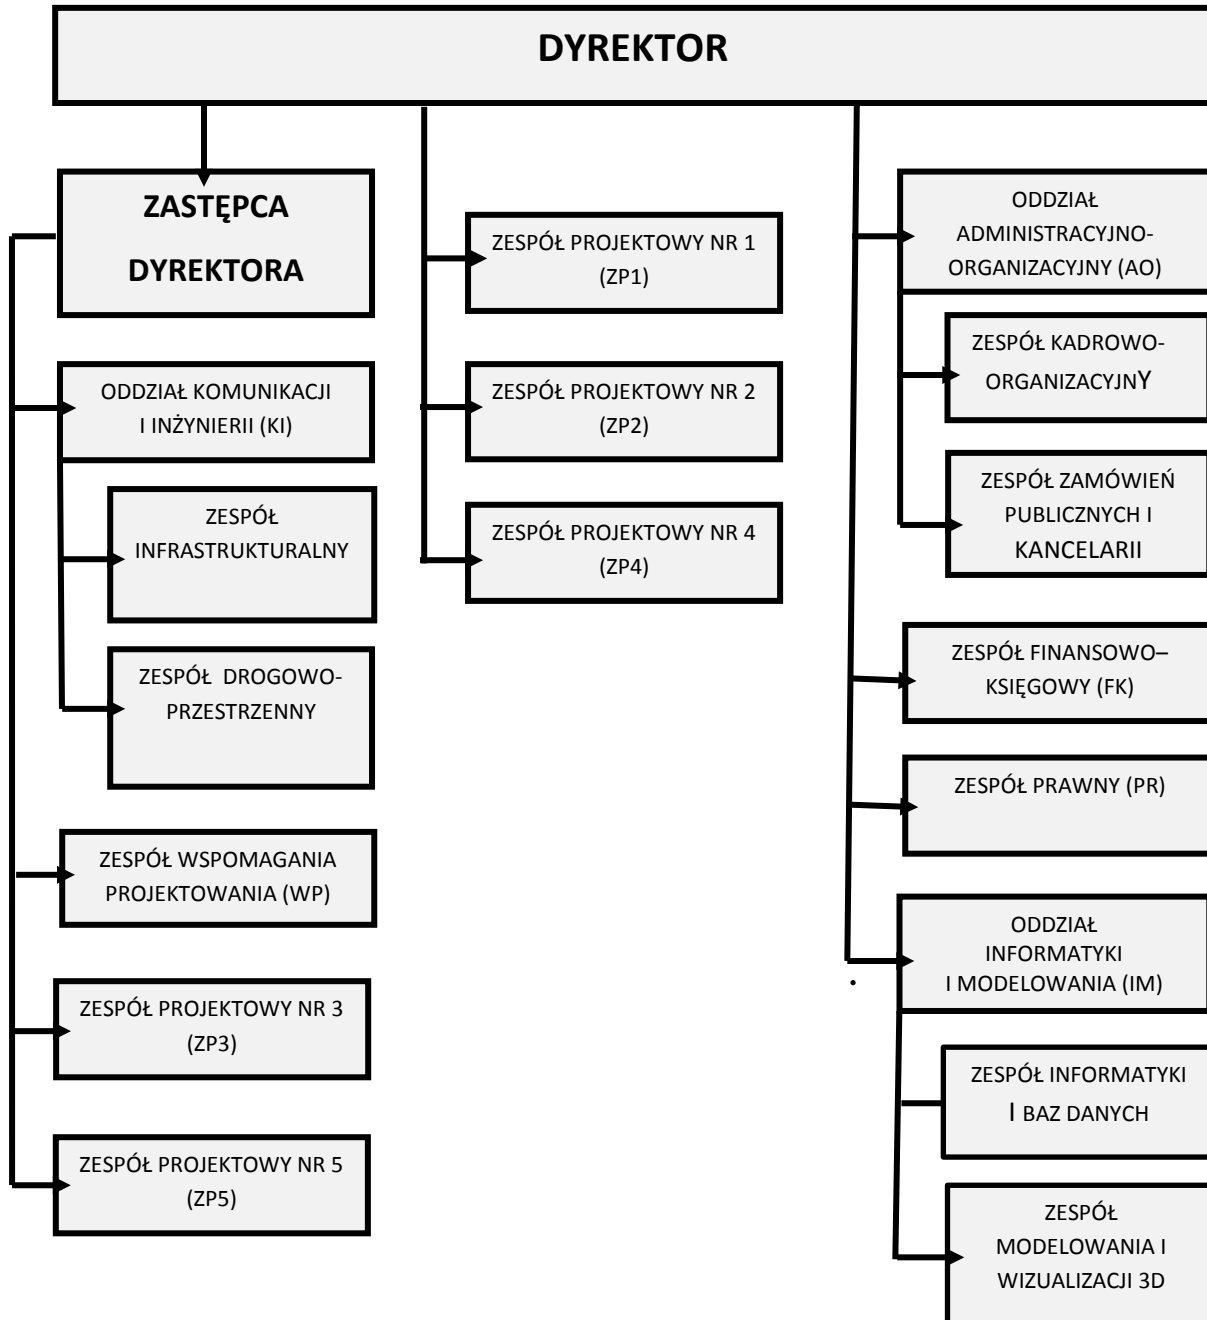 DYREKTOR
ZASTĘPCA
DYREKTORA
ODDZIAŁ KOMUNIKACJI
I INŻYNIERII (KI)
ZESPÓŁ
INFRASTRUKTURALNY
ZESPÓŁ DROGOWO-
PRZESTRZENNY
ZESPÓŁ WSPOMAGANIA
PROJEKTOWANIA (WP)
ZESPÓŁ PROJEKTOWY NR 3
(ZP3)
ZESPÓŁ PROJEKTOWY NR 5
(ZP5)
ZESPÓŁ PROJEKTOWY NR 1
(ZP1)
ZESPÓŁ PROJEKTOWY NR 2
(ZP2)
ZESPÓŁ PROJEKTOWY NR 4
(ZP4)
ODDZIAŁ
ADMINISTRACYJNO-
ORGANIZACYJNY (AO)
ZESPÓŁ KADROWO-
ORGANIZACYJNY
ZESPÓŁ ZAMÓWIEŃ
PUBLICZNYCH I
KANCELARII
ZESPÓŁ FINANSOWO–
KSIĘGOWY (FK)
ZESPÓŁ PRAWNY (PR)
ODDZIAŁ
INFORMATYKI
I MODELOWANIA (IM)
ZESPÓŁ INFORMATYKI
I BAZ DANYCH
ZESPÓŁ
MODELOWANIA I
WIZUALIZACJI 3D